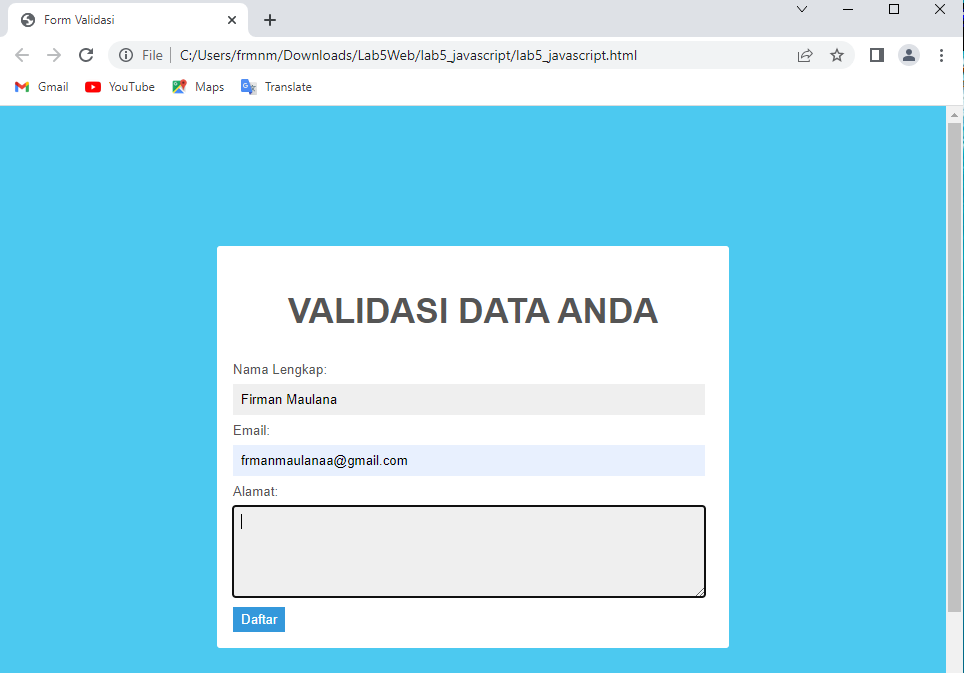 Form Validasi
File C:/Users/frmnm/Downloads/Lab5Web/lab5_javascript/lab5_javascript.html
Gmail YouTube Maps Translate
VALIDASI DATA ANDA
Nama Lengkap:
Firman Maulana
Email:
frmanmaulanaa@gmail.com
Alamat:
Daftar